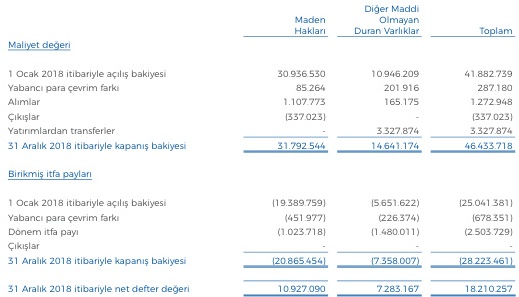 Maden Hakları Diğer Maddi Olmayan Duran Varlıklar Toplam
Maliyet değeri
1 Ocak 2018 itibariyle açılış bakiyesi 30.936.530 10.946.209 41.882.739
Yabancı para çevrim farkı 85.264 201.916 287.180
Alımlar 1.107.773 165.175 1.272.948
Çıkışlar (337.023) - (337.023)
Yatırımlardan transferler - 3.327.874 3.327.874
31 Aralık 2018 itibariyle kapanış bakiyesi 31.792.544 14.641.174 46.433.718
Birikmiş itfa payları
1 Ocak 2018 itibariyle açılış bakiyesi (19.389.759) (5.651.622) (25.041.381)
Yabancı para çevrim farkı (451.977) (226.374) (678.351)
Dönem itfa payı (1.023.718) (1.480.011) (2.503.729)
Çıkışlar - - -
31 Aralık 2018 itibariyle kapanış bakiyesi (20.865.454) (7.358.007) (28.223.461)
31 Aralık 2018 itibariyle net defter değeri 10.927.090 7.283.167 18.210.257